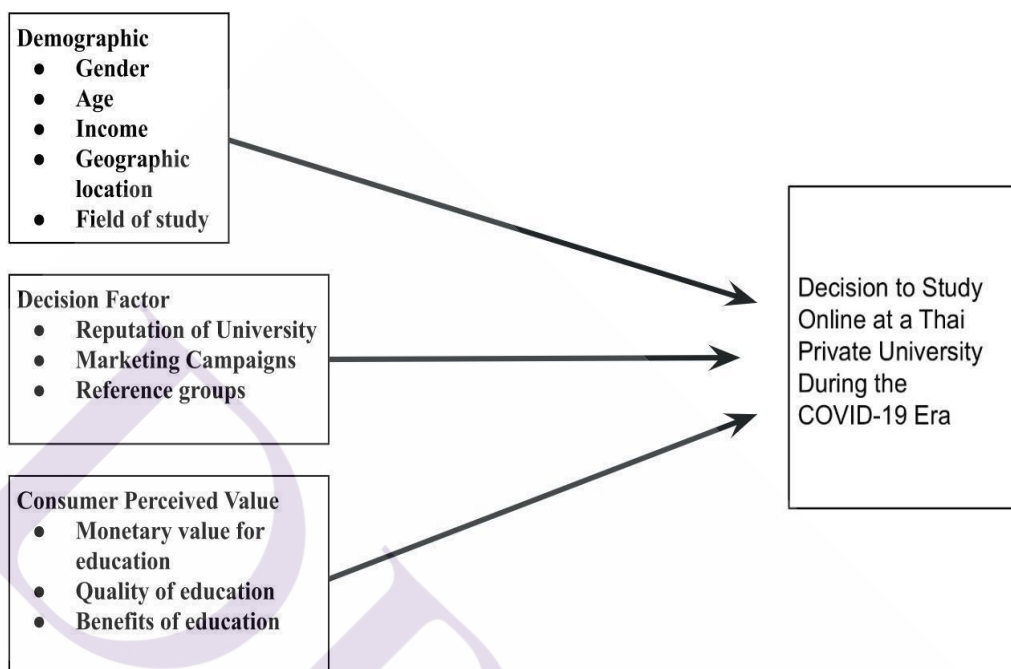 Demographic
● Gender
● Age
● Income
● Geographic
location
● Field of study
Decision Factor
● Reputation of University
● Marketing Campaigns
● Reference groups
Consumer Perceived Value
● Monetary value for
education
● Quality of education
● Benefits of education
Decision to Study
Online at a Thai
Private University
During the
COVID-19 Era